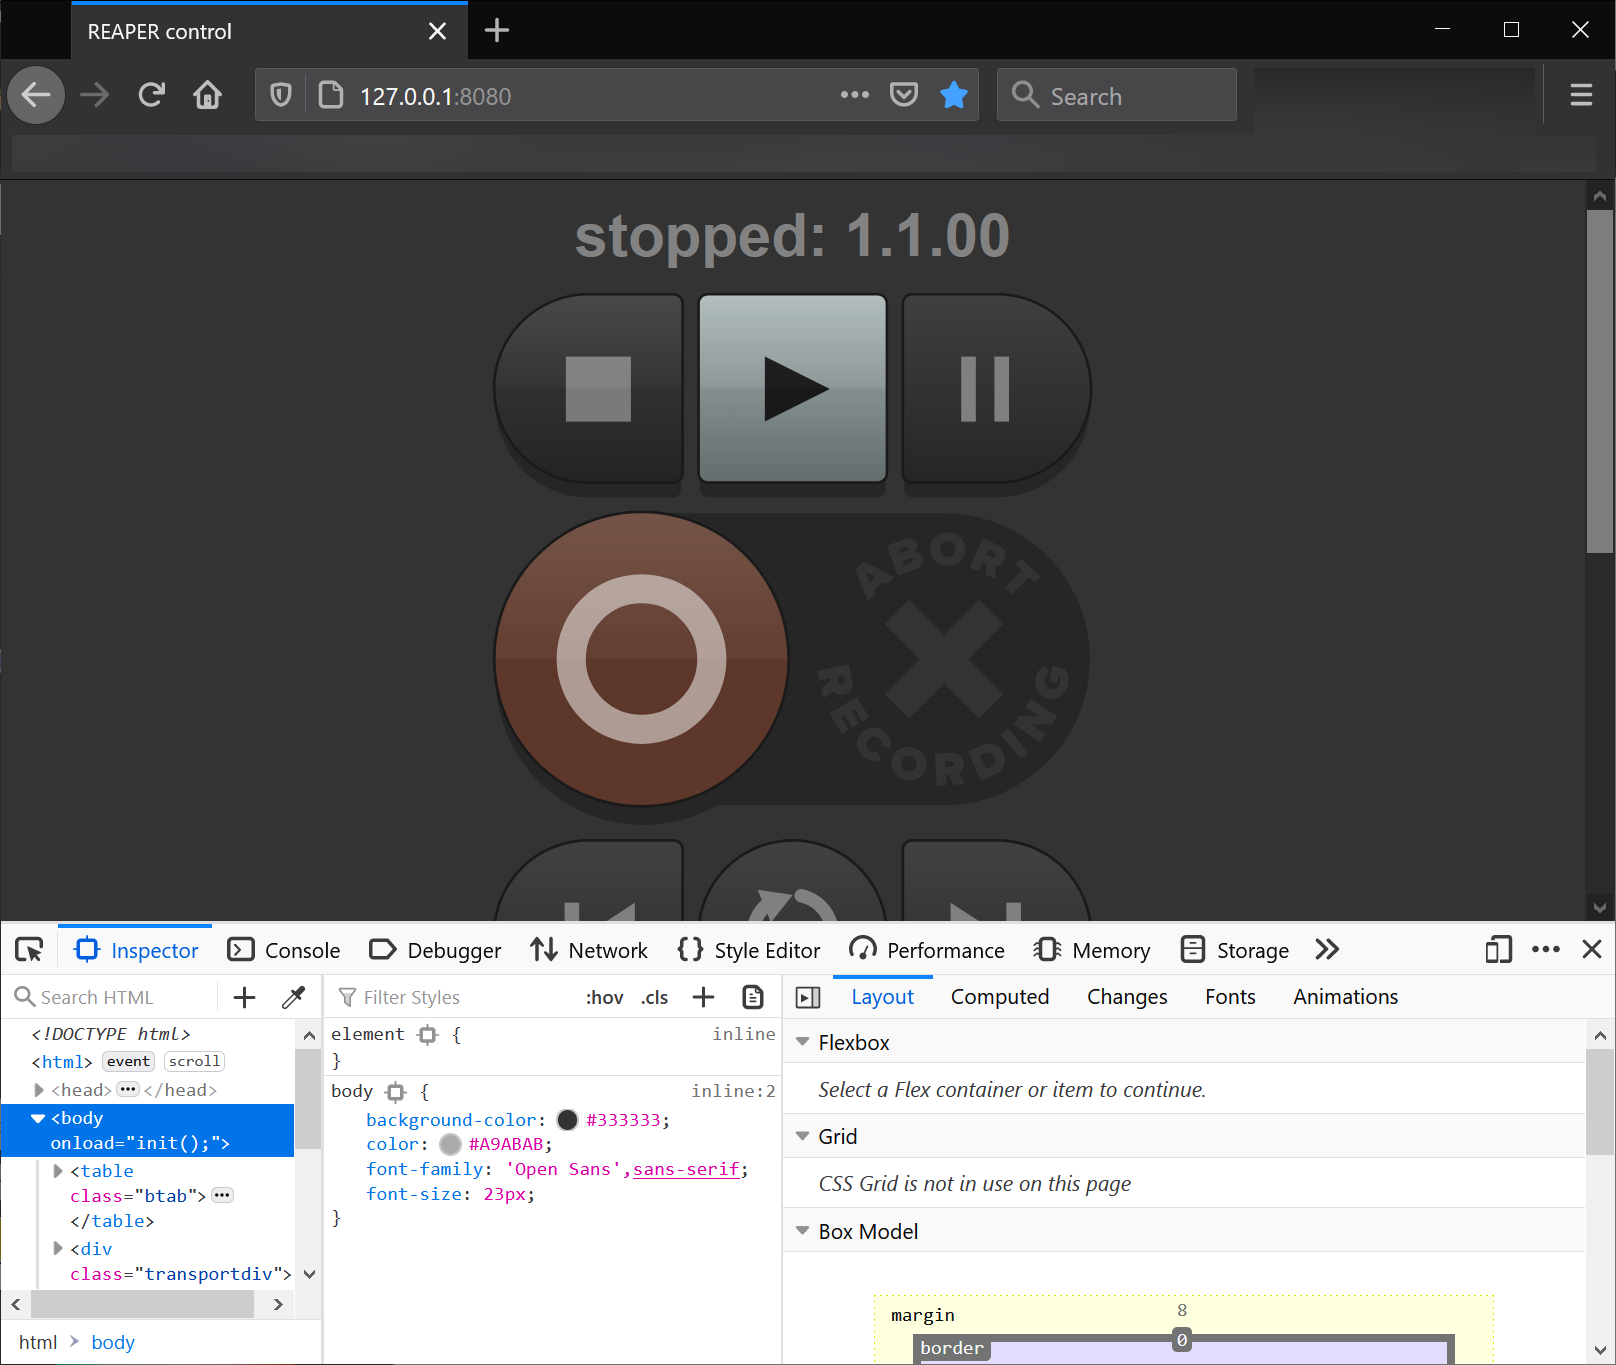 REAPER control
127.0.0.1:8080
Search
stopped: 1.1.00
ABORT
RECORDING
Inspector Console Debugger Network Style Editor Performance Memory Storage
Search HTML
<!DOCTYPE html>
<html> event scroll
<head> ••• </head>
<body
onload="init();">
<table
class="btab"> •••
</table>
<div
class="transportdiv">
html > body
Filter Styles :hov .cls
element { inline
}
body { inline:2
background-color: #333333;
color: #A9ABAB;
font-family: 'Open Sans',sans-serif;
font-size: 23px;
}
Layout Computed Changes Fonts Animations
Flexbox
Select a Flex container or item to continue.
Grid
CSS Grid is not in use on this page
Box Model
margin 8
border 0